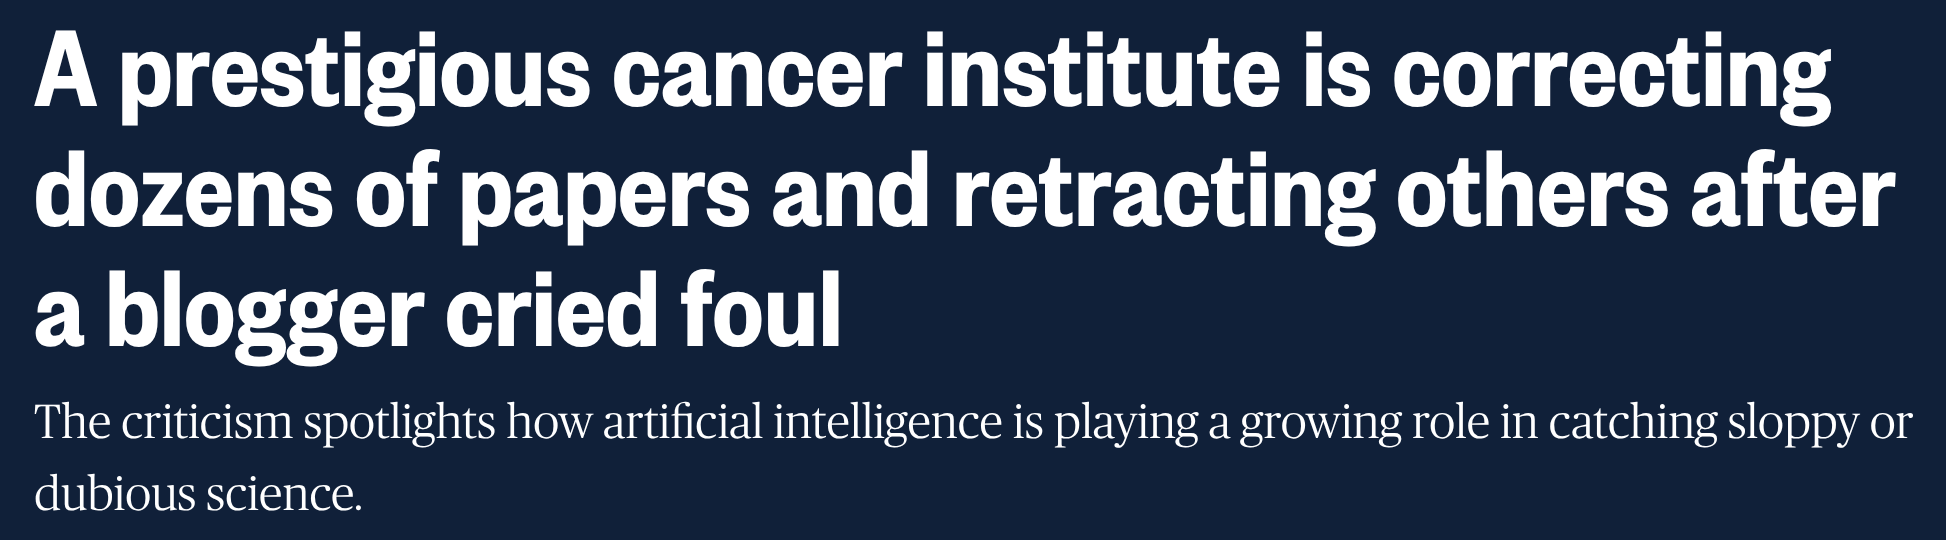 A prestigious cancer institute is correcting
dozens of papers and retracting others after
a blogger cried foul
The criticism spotlights how artificial intelligence is playing a growing role in catching sloppy or
dubious science.